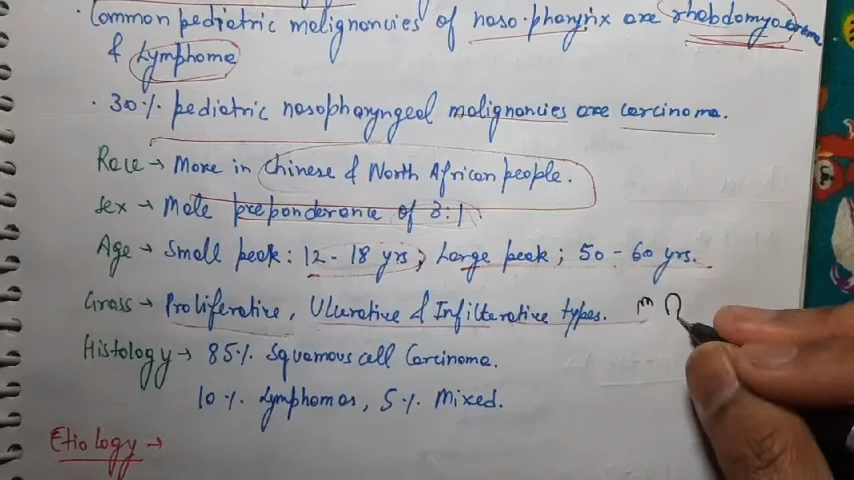 · Common pediatric malignancies of naso-pharynx are rhabdomyosarcoma
& Lymphoma
· 30% pediatric nasopharyngeal malignancies are carcinoma.
Race → More in Chinese & North African people.
Sex → Male preponderance of 3:1
Age → Small peak: 12-18 yrs, Large peak; 50-60 yrs.
Gross → Proliferative, Ulcerative & Infilterative types.
Histology → 85% Squamous cell Carcinoma.
10% Lymphomas, 5% Mixed.
Etiology →